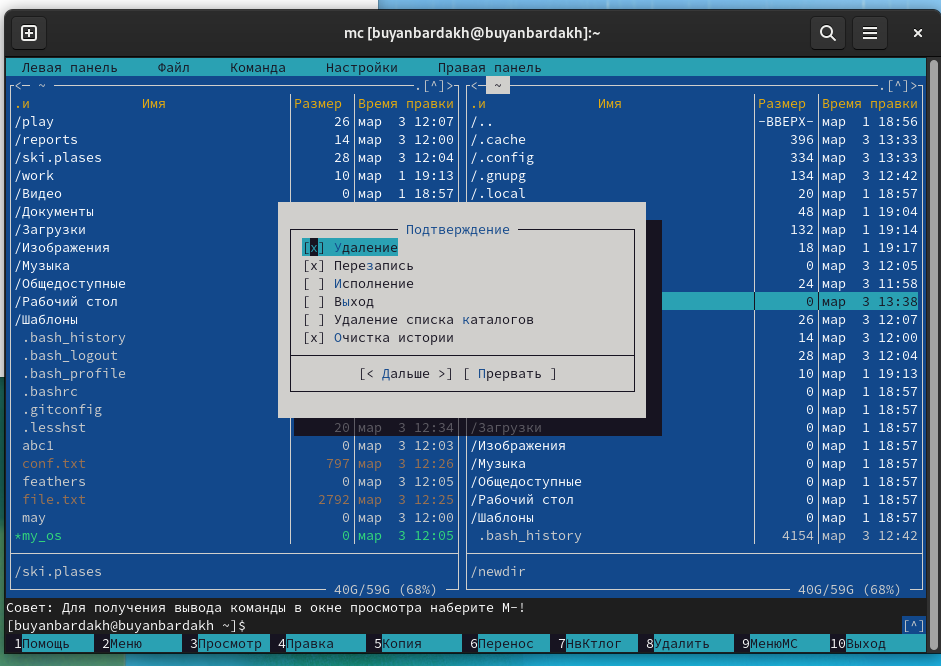 mc [buyanbardakh@buyanbardakh]:~
Левая панель Файл Команда Настройки Правая панель
<─ ~ .[^]> <─ ~ .[^]>
.и Имя Размер Время правки .и Имя Размер Время правки
/play 26 мар 3 12:07 /.. -ВВЕРХ- мар 1 18:56
/reports 14 мар 3 12:00 /.cache 396 мар 3 13:33
/ski.plases 28 мар 3 12:04 /.config 334 мар 3 13:33
/work 10 мар 1 19:13 /.gnupg 134 мар 3 12:42
/Видео 0 мар 1 18:57 /.local 20 мар 1 18:57
/Документы 48 мар 1 19:04
/Загрузки Подтверждение 132 мар 1 19:14
/Изображения [x] Удаление 18 мар 1 19:17
/Музыка [x] Перезапись 0 мар 3 12:05
/Общедоступные [ ] Исполнение 24 мар 3 11:58
/Рабочий стол [ ] Выход 0 мар 3 13:38
/Шаблоны [ ] Удаление списка каталогов 26 мар 3 12:07
.bash_history [x] Очистка истории 14 мар 3 12:00
.bash_logout 28 мар 3 12:04
.bash_profile [< Дальше >] [ Прервать ] 10 мар 3 19:13
.bashrc 0 мар 1 18:57
.gitconfig 0 мар 1 18:57
.lesshst 20 мар 3 12:34 /Загрузки 0 мар 1 18:57
abc1 0 мар 3 12:03 /Изображения 0 мар 1 18:57
conf.txt 797 мар 3 12:26 /Музыка 0 мар 1 18:57
feathers 0 мар 3 12:05 /Общедоступные 0 мар 1 18:57
file.txt 2792 мар 3 12:25 /Рабочий стол 0 мар 1 18:57
may 0 мар 3 12:00 /Шаблоны 0 мар 1 18:57
*my_os 0 мар 3 12:05 .bash_history 4154 мар 3 12:42
/ski.plases /newdir
40G/59G (68%) 40G/59G (68%)
Совет: Для получения вывода команды в окне просмотра наберите M-!
[buyanbardakh@buyanbardakh ~]$ [^]
1Помощь 2Меню 3Просмотр 4Правка 5Копия 6Перенос 7НвКтлог 8Удалить 9МенюMC 10Выход